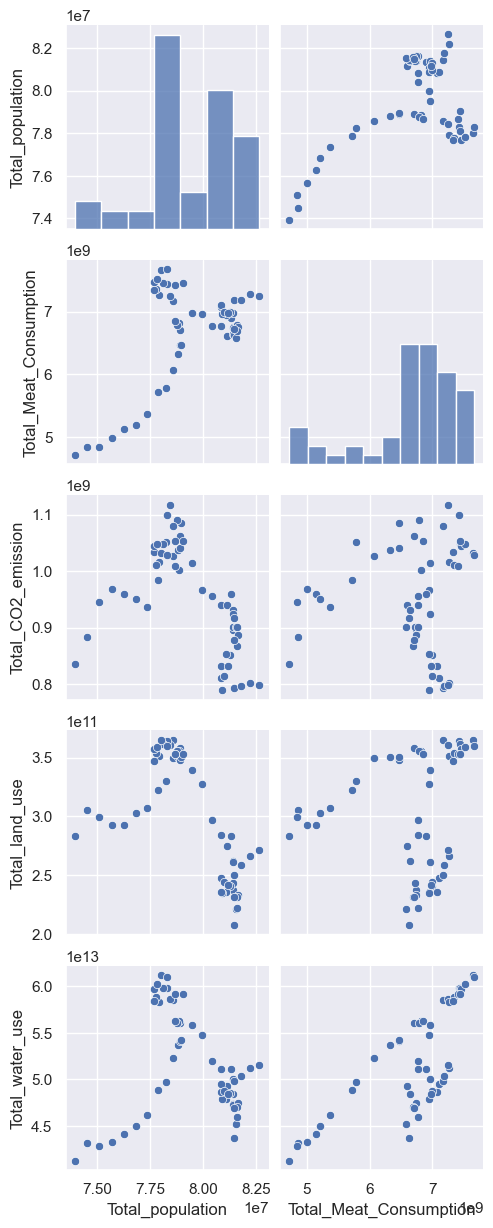 1e7
8.2
8.0
7.8
7.6
7.4
Total_population
1e9
7
6
5
Total_Meat_Consumption
1e9
1.1
1.0
0.9
0.8
Total_CO2_emission
1e11
3.5
3.0
2.5
2.0
Total_land_use
1e13
6.0
5.5
5.0
4.5
Total_water_use
7.50 7.75 8.00 8.25 5 6 7
Total_population 1e7 Total_Meat_Consumption 1e9